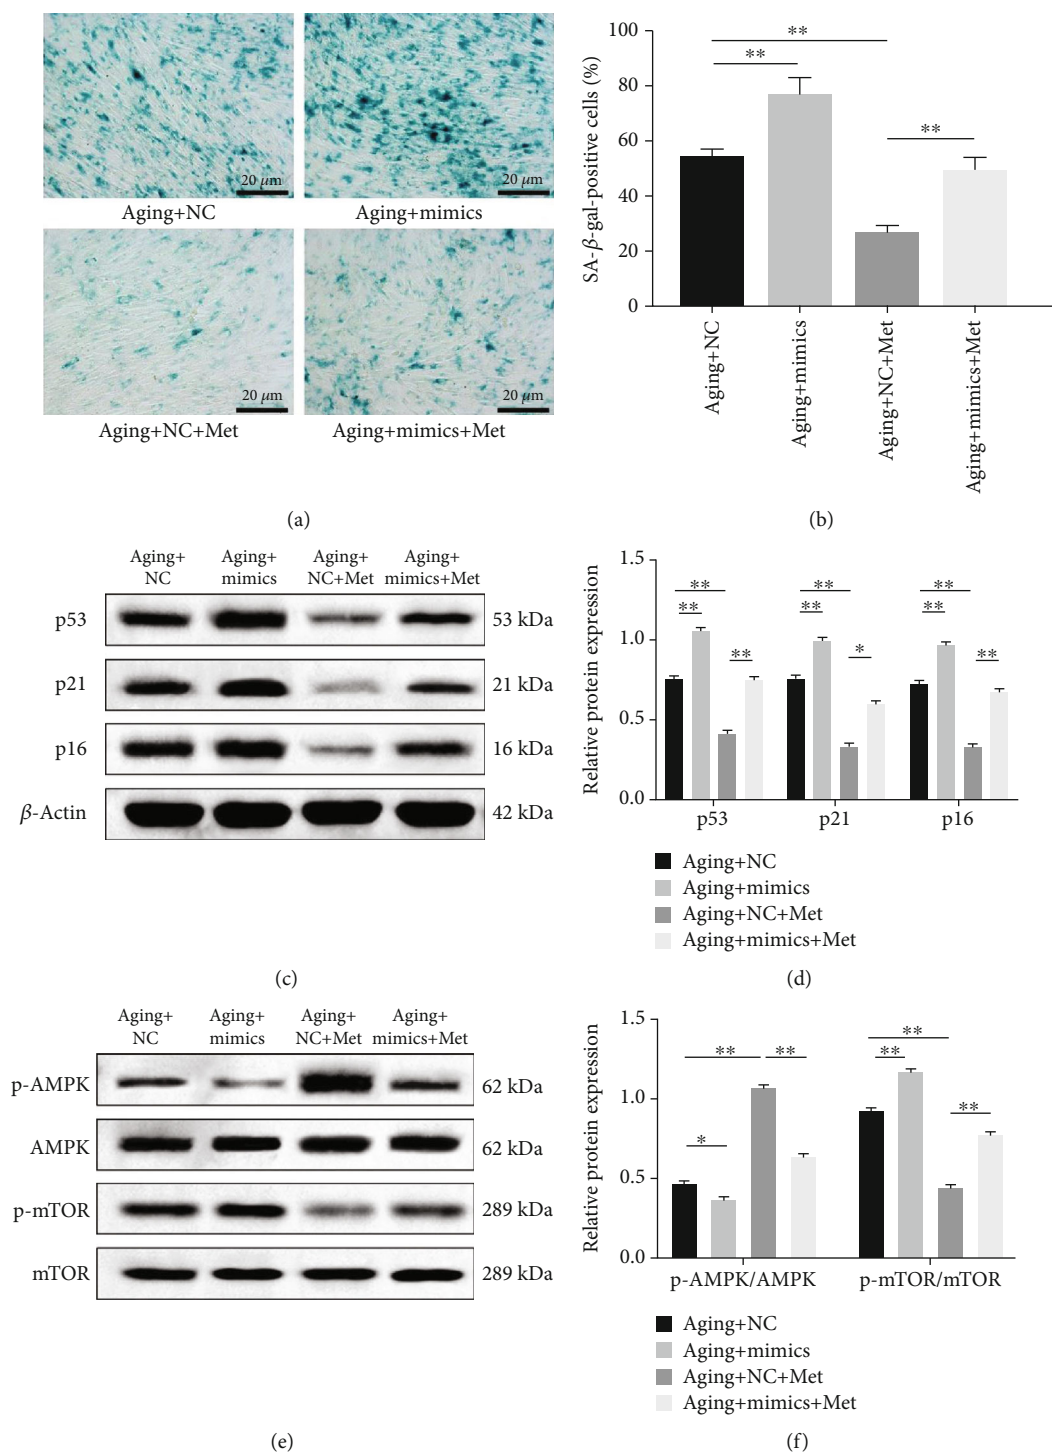 20 μm
20 μm
Aging+NC
Aging+mimics
20 μm
20 μm
Aging+NC+Met
Aging+mimics+Met
(a)
SA-β-gal-positive cells (%)
100
80
60
40
20
0
**
**
**
Aging+NC
Aging+mimics
Aging+NC+Met
Aging+mimics+Met
(b)
Aging+
NC
Aging+
mimics
Aging+
NC+Met
Aging+
mimics+Met
p53
53 kDa
p21
21 kDa
p16
16 kDa
β-Actin
42 kDa
(c)
Relative protein expression
1.5
1.0
0.5
0.0
**
**
**
**
**
*
**
**
**
p53
p21
p16
Aging+NC
Aging+mimics
Aging+NC+Met
Aging+mimics+Met
(d)
Aging+
NC
Aging+
mimics
Aging+
NC+Met
Aging+
mimics+Met
p-AMPK
62 kDa
AMPK
62 kDa
p-mTOR
289 kDa
mTOR
289 kDa
(e)
Relative protein expression
1.5
1.0
0.5
0.0
*
**
**
**
**
**
p-AMPK/AMPK
p-mTOR/mTOR
Aging+NC
Aging+mimics
Aging+NC+Met
Aging+mimics+Met
(f)